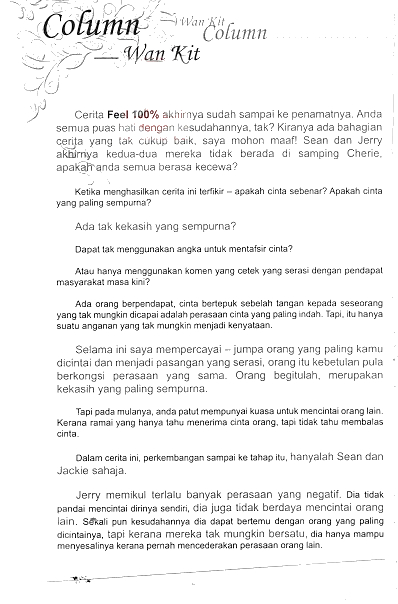 Column
Wan Kit
Column
Wan Kit
Cerita Feel 100% akhirnya sudah sampai ke penamatnya. Anda
semua puas hati dengan kesudahannya, tak? Kiranya ada bahagian
cerita yang tak cukup baik, saya mohon maaf! Sean dan Jerry
akhirnya kedua-dua mereka tidak berada di samping Cherie,
apakah anda semua berasa kecewa?
Ketika menghasilkan cerita ini terfikir – apakah cinta sebenar? Apakah cinta
yang paling sempurna?
Ada tak kekasih yang sempurna?
Dapat tak menggunakan angka untuk mentafsir cinta?
Atau hanya menggunakan komen yang cetek yang serasi dengan pendapat
masyarakat masa kini?
Ada orang berpendapat, cinta bertepuk sebelah tangan kepada seseorang
yang tak mungkin dicapai adalah perasaan cinta yang paling indah. Tapi, itu hanya
suatu anganan yang tak mungkin menjadi kenyataan.
Selama ini saya mempercayai – jumpa orang yang paling kamu
dicintai dan menjadi pasangan yang serasi, orang itu kebetulan pula
berkongsi perasaan yang sama. Orang begitulah, merupakan
kekasih yang paling sempurna.
Tapi pada mulanya, anda patut mempunyai kuasa untuk mencintai orang lain.
Kerana ramai yang hanya tahu menerima cinta orang, tapi tidak tahu membalas
cinta.
Dalam cerita ini, perkembangan sampai ke tahap itu, hanyalah Sean dan
Jackie sahaja.
Jerry memikul terlalu banyak perasaan yang negatif. Dia tidak
pandai mencintai dirinya sendiri, dia juga tidak berdaya mencintai orang
lain. Sekali pun kesudahannya dia dapat bertemu dengan orang yang paling
dicintainya, tapi kerana mereka tak mungkin bersatu, dia hanya mampu
menyesalinya kerana pernah mencederakan perasaan orang lain.